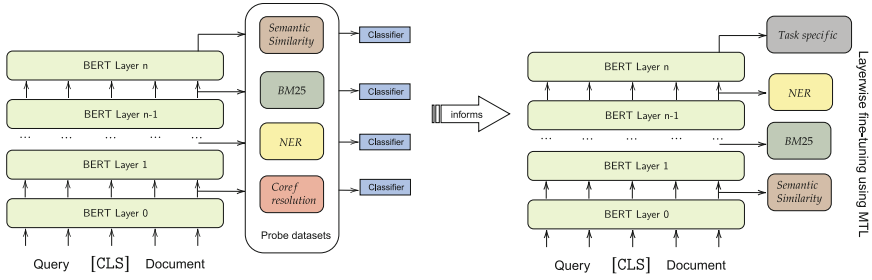 BERT Layer n
BERT Layer n-1
... ... ... ... ...
BERT Layer 1
BERT Layer 0
Query [CLS] Document
Semantic
Similarity
BM25
NER
Coref
resolution
Probe datasets
Classifier
Classifier
Classifier
Classifier
informs
BERT Layer n
BERT Layer n-1
... ... ... ... ...
BERT Layer 1
BERT Layer 0
Query [CLS] Document
Task specific
NER
BM25
Semantic
Similarity
Layerwise fine-tuning using MTL